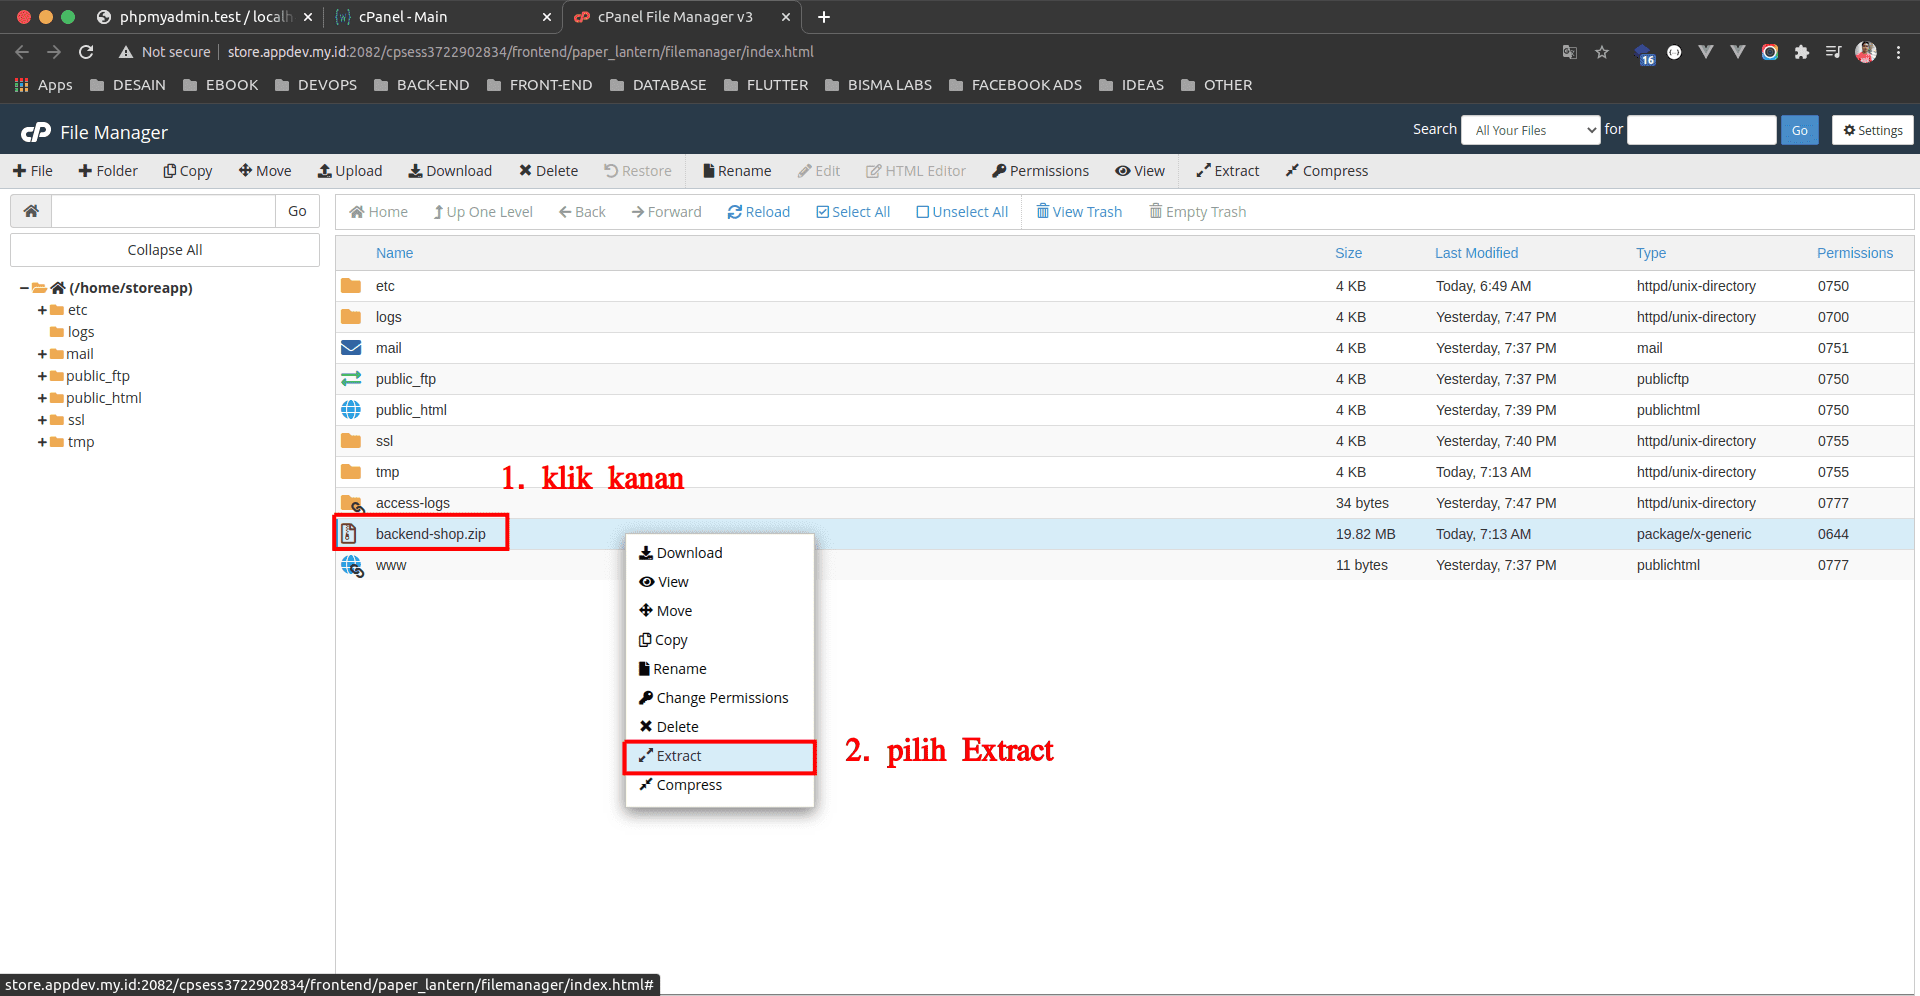 phpmyadmin.test / localh
cPanel - Main
cPanel File Manager v3
Not secure
store.appdev.my.id:2082/cpsess3722902834/frontend/paper_lantern/filemanager/index.html
16
Apps
DESAIN
EBOOK
DEVOPS
BACK-END
FRONT-END
DATABASE
FLUTTER
BISMA LABS
FACEBOOK ADS
IDEAS
OTHER
cP File Manager
Search
All Your Files
for
Go
Settings
File
Folder
Copy
Move
Upload
Download
Delete
Restore
Rename
Edit
HTML Editor
Permissions
View
Extract
Compress
Go
Collapse All
(/home/storeapp)
etc
logs
mail
public_ftp
public_html
ssl
tmp
Home
Up One Level
Back
Forward
Reload
Select All
Unselect All
View Trash
Empty Trash
Name Size Last Modified Type Permissions
etc 4 KB Today, 6:49 AM httpd/unix-directory 0750
logs 4 KB Yesterday, 7:47 PM httpd/unix-directory 0700
mail 4 KB Yesterday, 7:37 PM mail 0751
public_ftp 4 KB Yesterday, 7:37 PM publicftp 0750
public_html 4 KB Yesterday, 7:39 PM publichtml 0750
ssl 4 KB Yesterday, 7:40 PM httpd/unix-directory 0755
tmp 4 KB Today, 7:13 AM httpd/unix-directory 0755
1. klik kanan
access-logs 34 bytes Yesterday, 7:47 PM httpd/unix-directory 0777
backend-shop.zip 19.82 MB Today, 7:13 AM package/x-generic 0644
www 11 bytes Yesterday, 7:37 PM publichtml 0777
Download
View
Move
Copy
Rename
Change Permissions
Delete
Extract
Compress
2. pilih Extract
store.appdev.my.id:2082/cpsess3722902834/frontend/paper_lantern/filemanager/index.html#